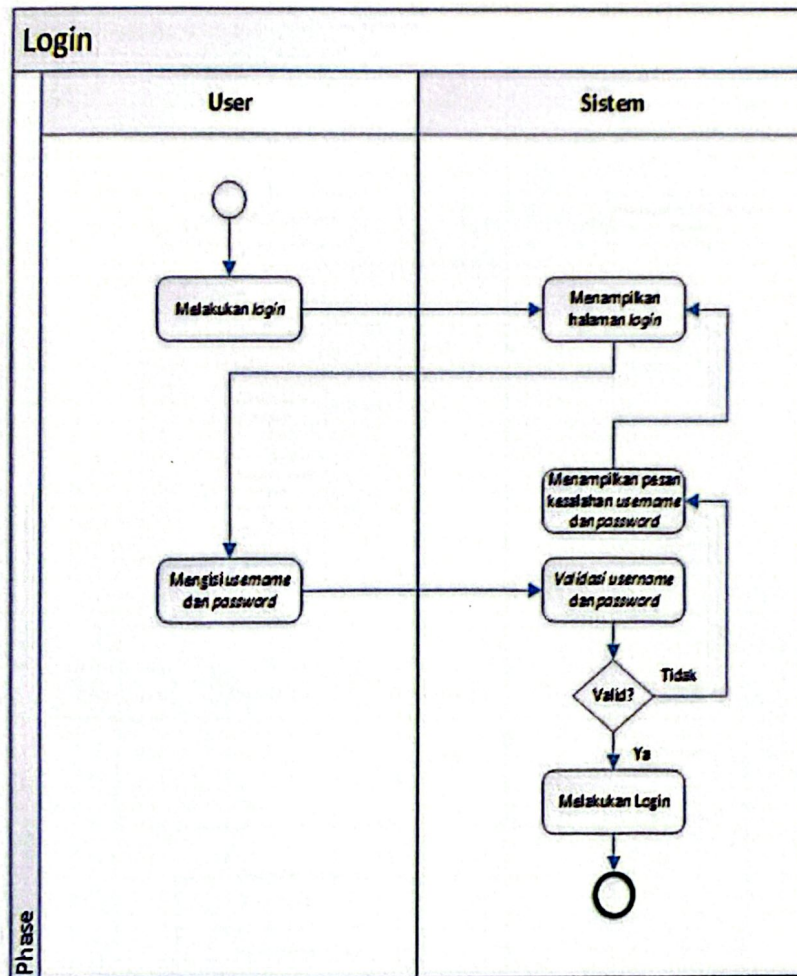 Login
User
Sistem
Melakukan login
Menampilkan
halaman login
Menampilkan pesan
kesalahan username
dan password
Mengisi username
dan password
Validasi username
dan password
Valid?
Tidak
Ya
Melakukan Login
Phase